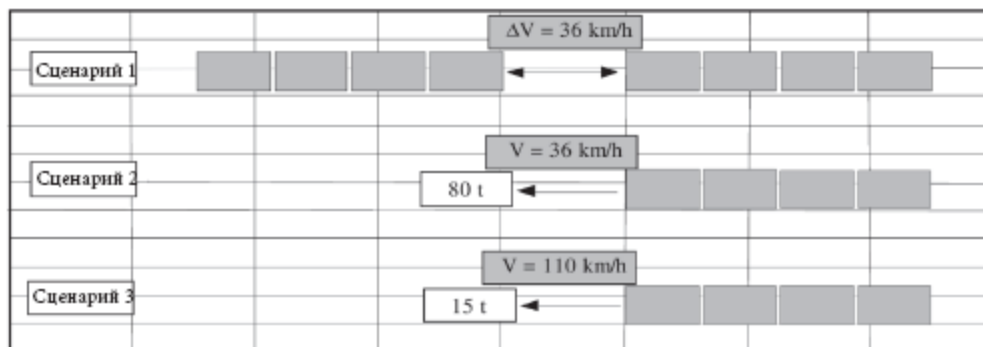 ΔV = 36 km/h
Сценарий 1
V = 36 km/h
Сценарий 2
80 t
V = 110 km/h
Сценарий 3
15 t